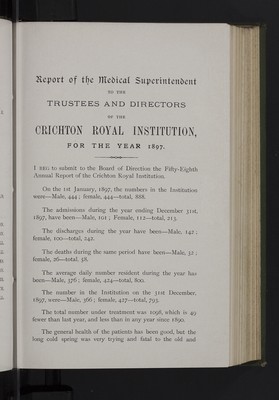 Report of the Medical Superintendent
TO THE
TRUSTEES AND DIRECTORS
OF THE
CRICHTON ROYAL INSTITUTION,
FOR THE YEAR 1897.
I BEG to submit to the Board of Direction the Fifty-Eighth
Annual Report of the Crichton Royal Institution.
On the 1st January, 1897, the numbers in the Institution
were—Male, 444; female, 444—total, 888.
The admissions during the year ending December 31st,
1897, have been—Male, 101; Female, 112—total, 213.
The discharges during the year have been—Male, 142;
female, 100—total, 242.
The deaths during the same period have been—Male, 32;
female, 26—total, 58.
The average daily number resident during the year has
been—Male, 376; female, 424—total, 800.
The number in the Institution on the 31st December,
1897, were—Male, 366; female, 427—total, 793.
The total number under treatment was 1098, which is 49
fewer than last year, and less than in any year since 1890.
The general health of the patients has been good, but the
long cold spring was very trying and fatal to the old and